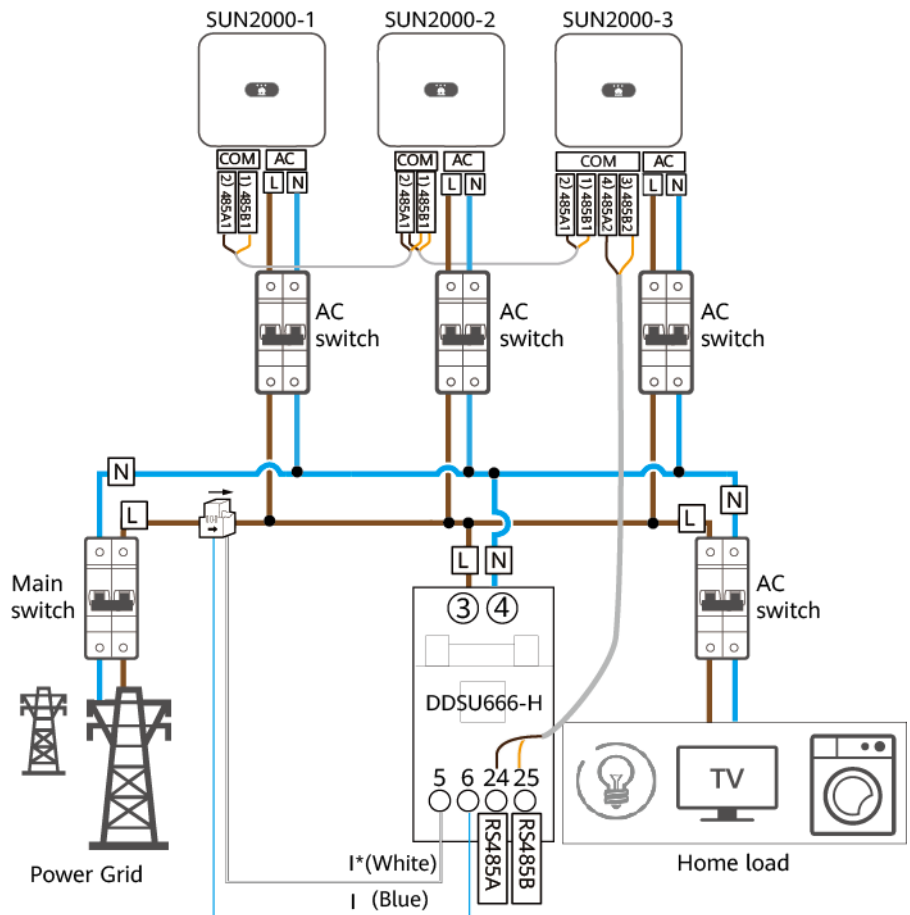 SUN2000-1
SUN2000-2
SUN2000-3
COM
AC
COM
AC
COM
AC
2) 485A1
1) 485B1
L
N
2) 485A1
1) 485B1
L
N
2) 485A1
1) 485B1
4) 485A2
3) 485B2
L
N
AC
switch
AC
switch
AC
switch
N
L
L
N
L
N
Main
switch
3
4
AC
switch
DDSU666-H
TV
5
6
24
25
RS485A
RS485B
Power Grid
I*(White)
I (Blue)
Home load